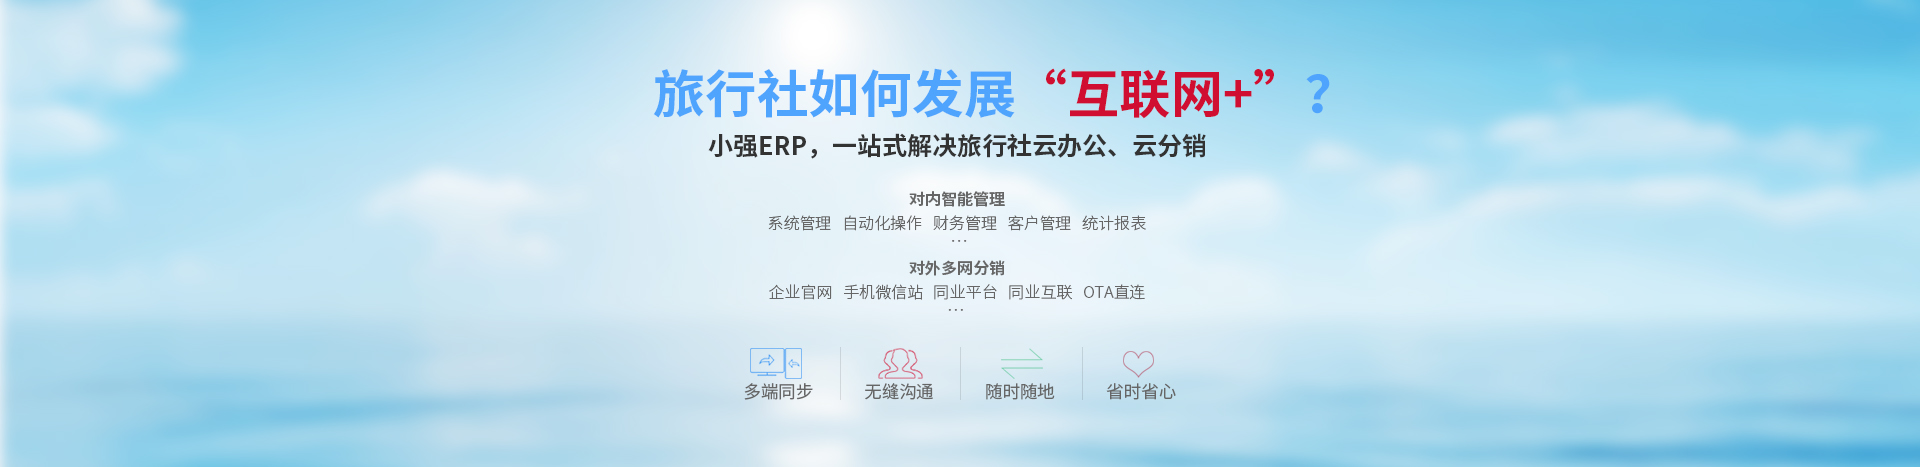 旅行社如何发展“互联网+”？
小强ERP，一站式解决旅行社云办公、云分销
对内智能管理
系统管理 自动化操作 财务管理 客户管理 统计报表
...
对外多网分销
企业官网 手机微信站 同业平台 同业互联 OTA直连
...
多端同步 无缝沟通 随时随地 省时省心